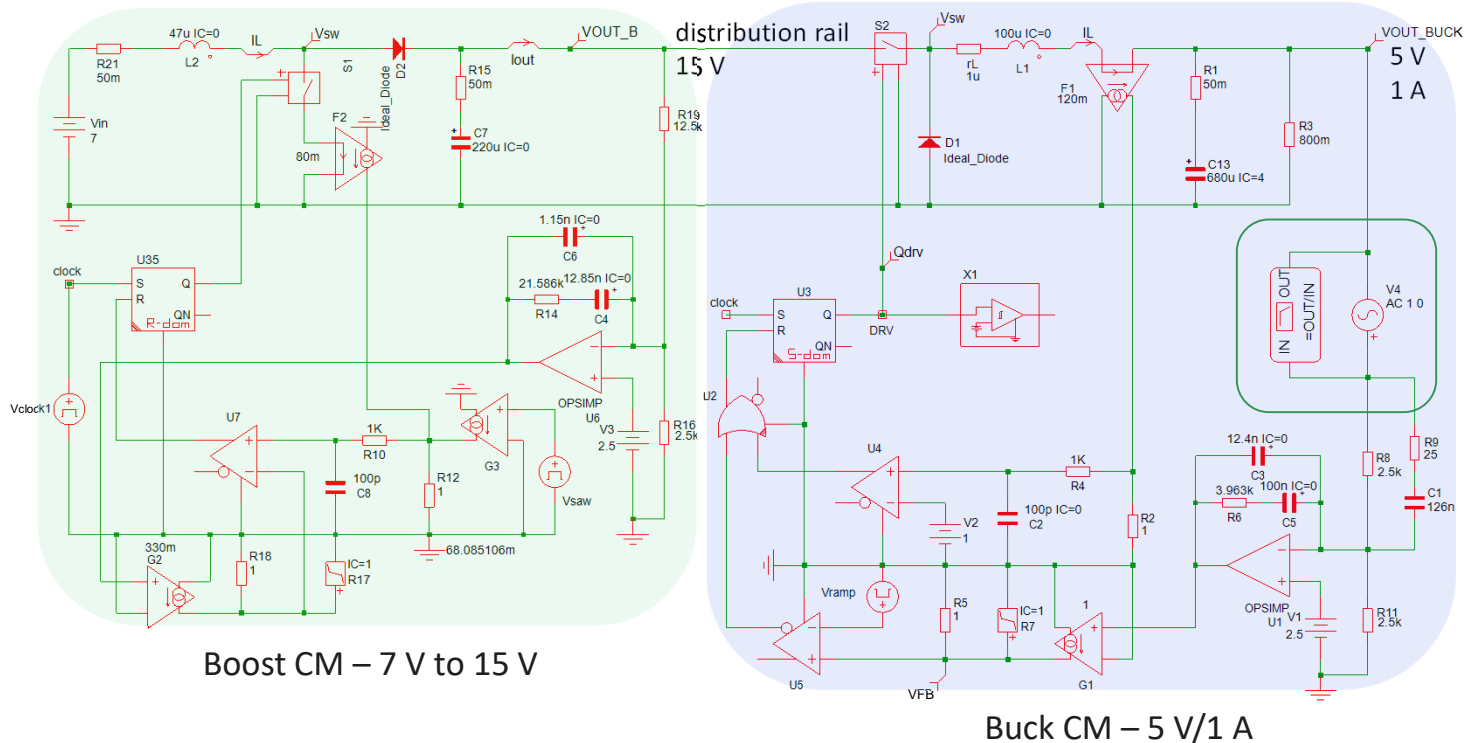 47u IC=0
L2
IL
Vsw
R21
50m
S1
D2
Ideal_Diode
Iout
VOUT_B
R15
50m
C7
220u IC=0
R19
12.5k
Vin
7
F2
80m
distribution rail
15 V
S2
Vsw
rL
1u
100u IC=0
L1
IL
F1
120m
VOUT_BUCK
5 V
1 A
R1
50m
R3
800m
C13
680u IC=4
D1
Ideal_Diode
clock
U35
S
Q
R
QN
R-dom
1.15n IC=0
C6
21.586k
12.85n IC=0
R14
C4
OPSIMP
U6
V3
2.5
R16
2.5k
Vclock1
U7
1K
R10
100p
C8
R12
1
G3
Vsaw
68.085106m
330m
G2
R18
1
IC=1
R17
Qdrv
clock
U3
S
Q
R
QN
S-dom
DRV
X1
OUT
IN
=OUT/IN
V4
AC 1 0
U2
U4
1K
R4
V2
1
100p IC=0
C2
R2
1
12.4n IC=0
C3
3.963k
100n IC=0
R6
C5
R8
2.5k
R9
25
C1
126n
Vramp
R5
1
IC=1
R7
1
G1
OPSIMP
U1
V1
2.5
R11
2.5k
U5
VFB
Boost CM – 7 V to 15 V
Buck CM – 5 V/1 A